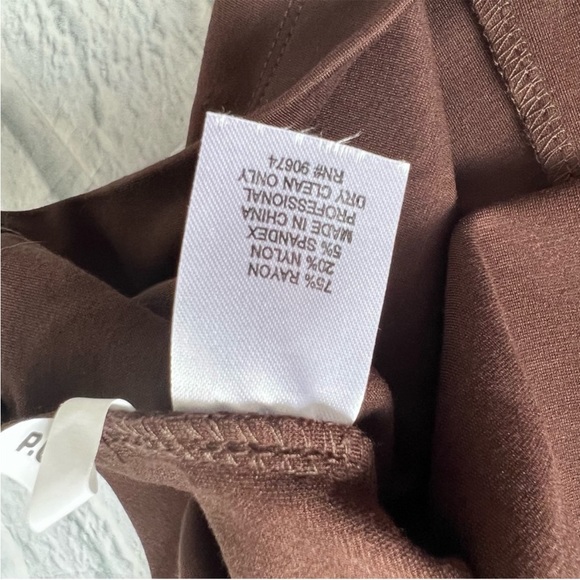 75% RAYON
20% NYLON
5% SPANDEX
MADE IN CHINA
PROFESSIONAL
DRY CLEAN ONLY
RN# 90674
P.